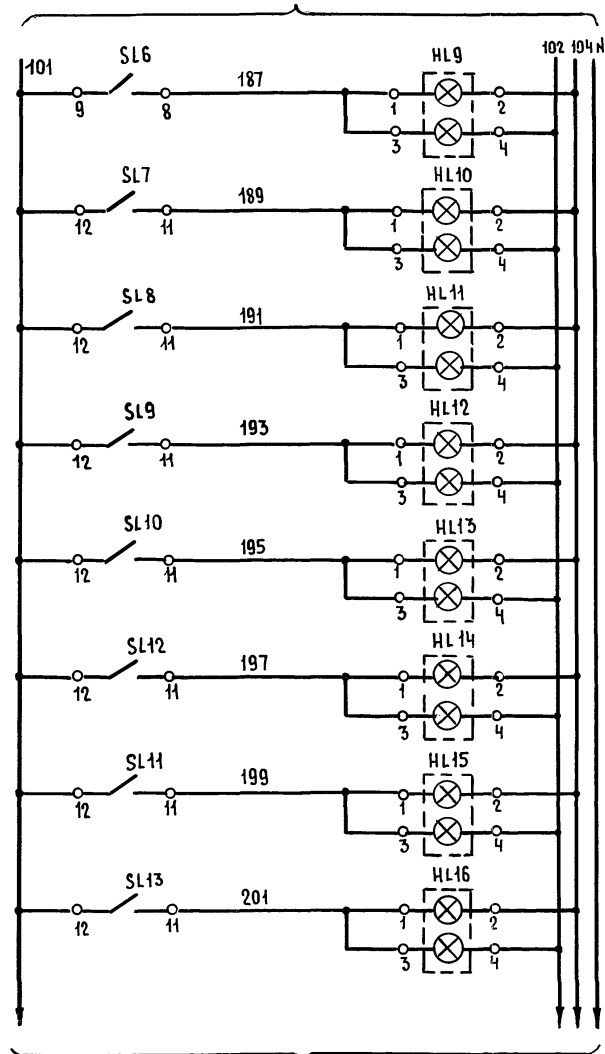 101 102 104 N
SL6 187 HL9
9 8 1 2
3 4
SL7 189 HL10
12 11 1 2
3 4
SL8 191 HL11
12 11 1 2
3 4
SL9 193 HL12
12 11 1 2
3 4
SL10 195 HL13
12 11 1 2
3 4
SL12 197 HL14
12 11 1 2
3 4
SL11 199 HL15
12 11 1 2
3 4
SL13 201 HL16
12 11 1 2
3 4